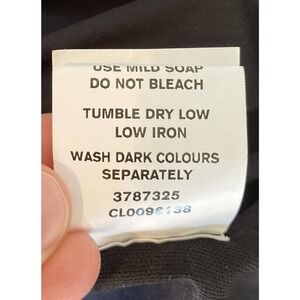 USE MILD SOAP
DO NOT BLEACH
TUMBLE DRY LOW
LOW IRON
WASH DARK COLOURS
SEPARATELY
3787325
CL0098138